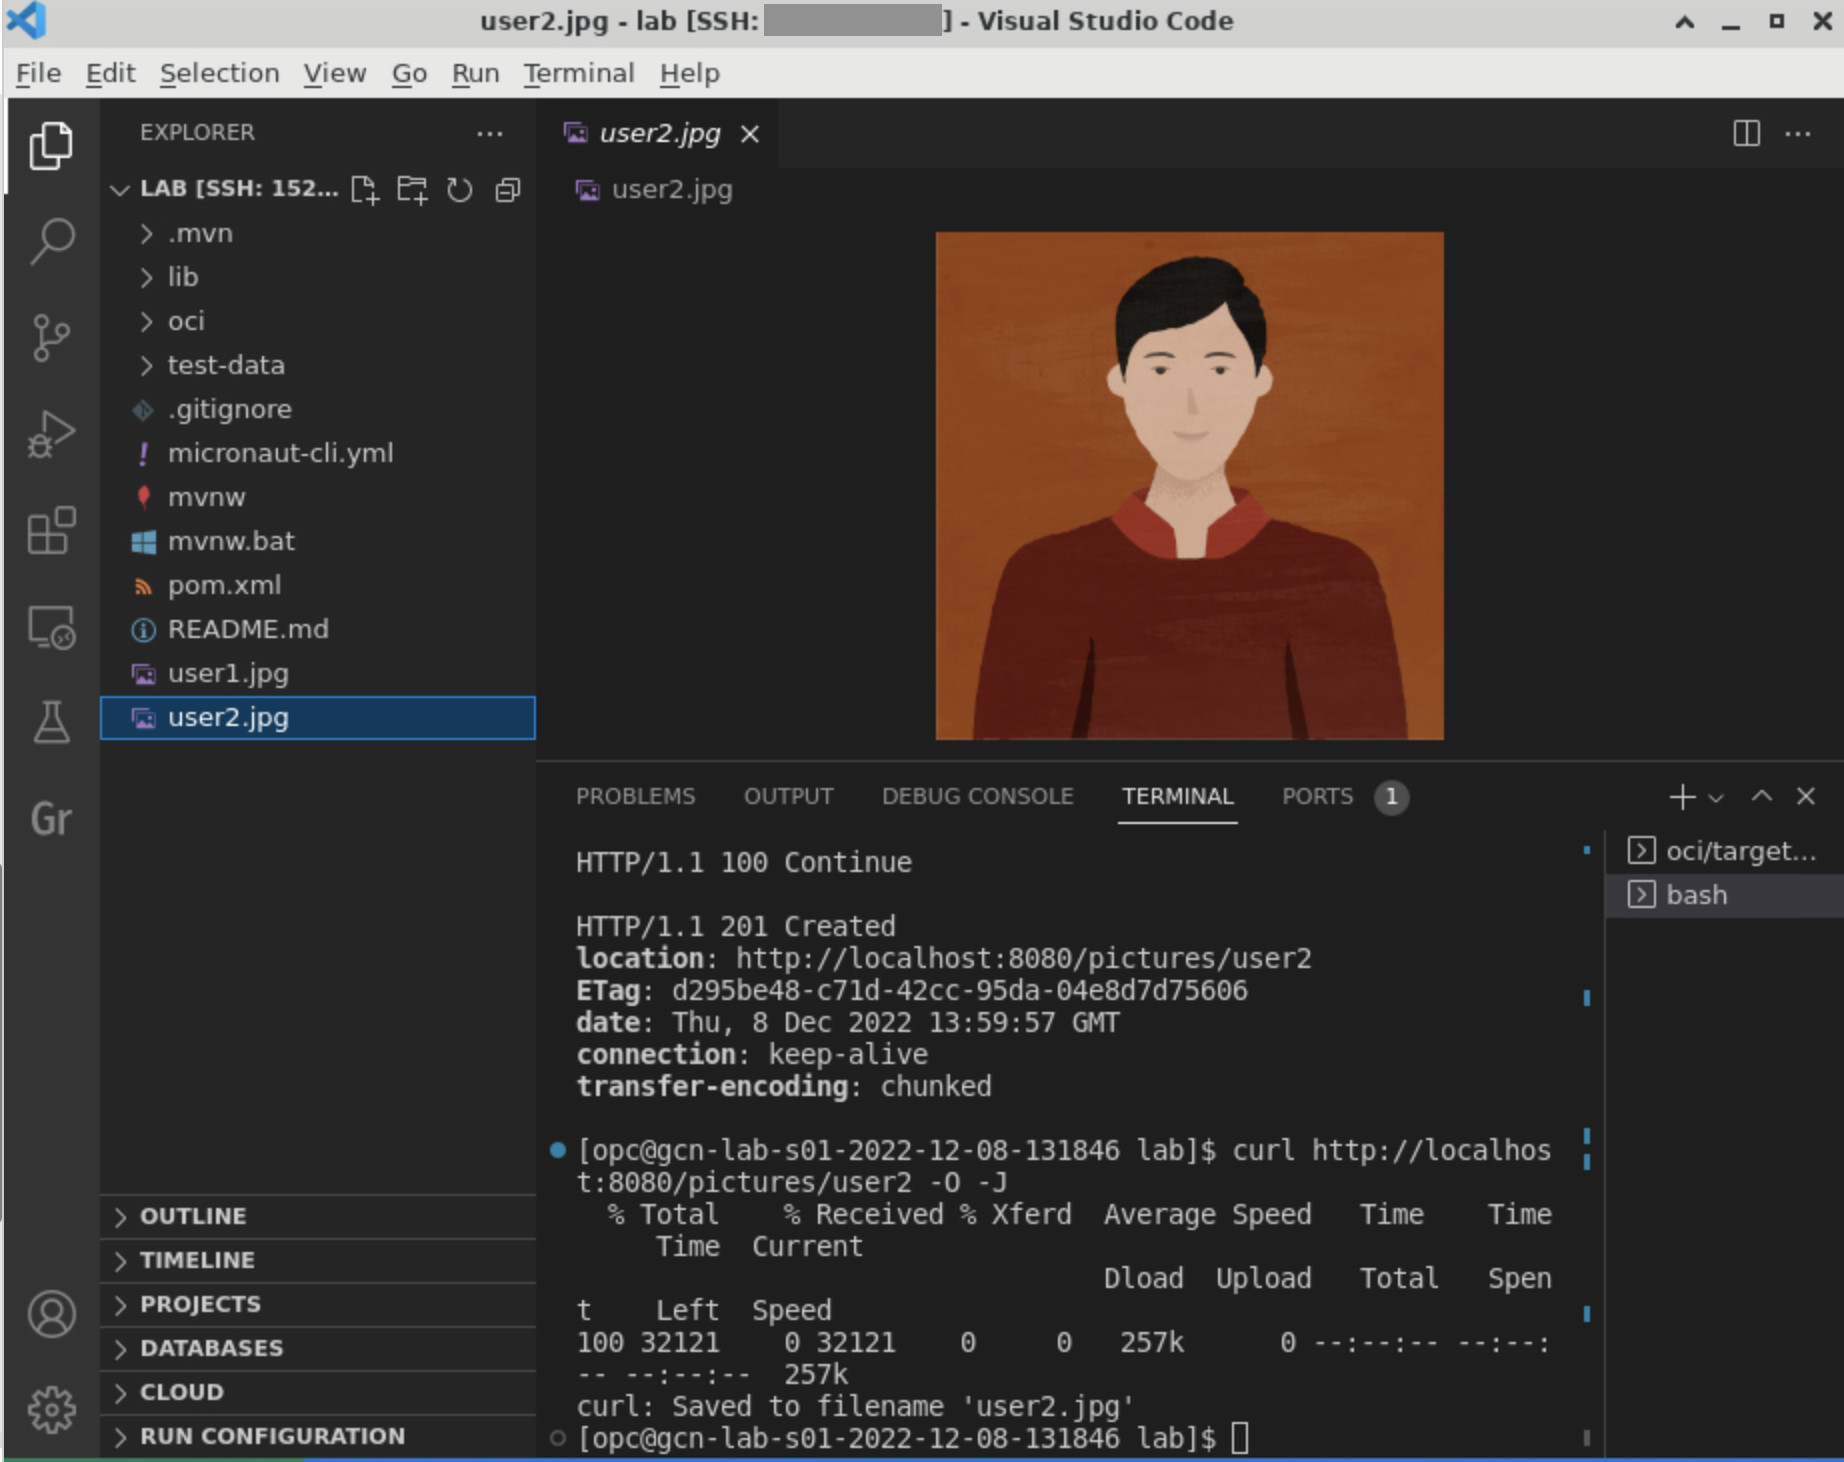 user2.jpg - lab [SSH: ] - Visual Studio Code
File Edit Selection View Go Run Terminal Help
EXPLORER
LAB [SSH: 152...
.mvn
lib
oci
test-data
.gitignore
micronaut-cli.yml
mvnw
mvnw.bat
pom.xml
README.md
user1.jpg
user2.jpg
Gr
OUTLINE
TIMELINE
PROJECTS
DATABASES
CLOUD
RUN CONFIGURATION
user2.jpg
user2.jpg
PROBLEMS OUTPUT DEBUG CONSOLE TERMINAL PORTS 1
HTTP/1.1 100 Continue
HTTP/1.1 201 Created
location: http://localhost:8080/pictures/user2
ETag: d295be48-c71d-42cc-95da-04e8d7d75606
date: Thu, 8 Dec 2022 13:59:57 GMT
connection: keep-alive
transfer-encoding: chunked
[opc@gcn-lab-s01-2022-12-08-131846 lab]$ curl http://localhos
t:8080/pictures/user2 -O -J
% Total % Received % Xferd Average Speed Time Time
Time Current
Dload Upload Total Spen
t Left Speed
100 32121 0 32121 0 0 257k 0 --:--:-- --:--:
-- --:--:-- 257k
curl: Saved to filename 'user2.jpg'
[opc@gcn-lab-s01-2022-12-08-131846 lab]$
oci/target...
bash